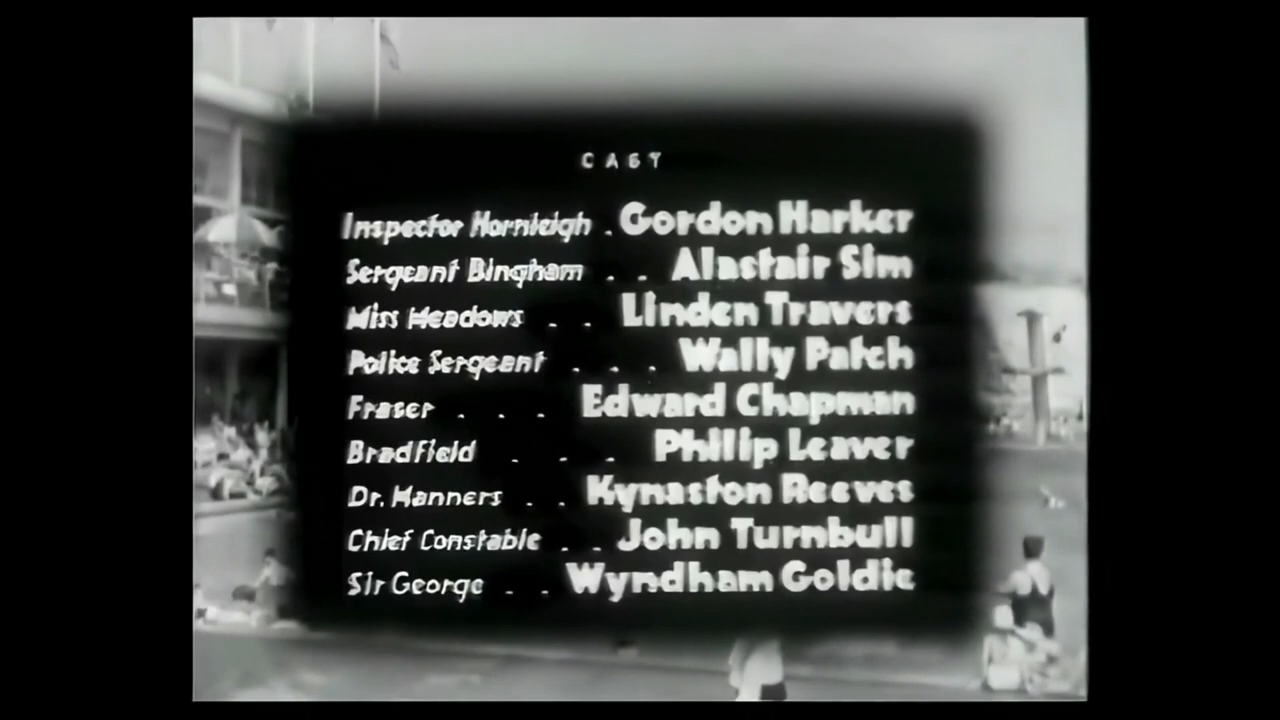 CAST
Inspector Hornleigh . Gordon Harker
Sergeant Bingham . . Alastair Sim
Miss Meadows . . Linden Travers
Police Sergeant . . . Wally Patch
Fraser . . . Edward Chapman
Bradfield . . . Phillip Leaver
Dr. Manners . . Kynaston Reeves
Chief Constable . . John Turnbull
Sir George . . Wyndham Goldie